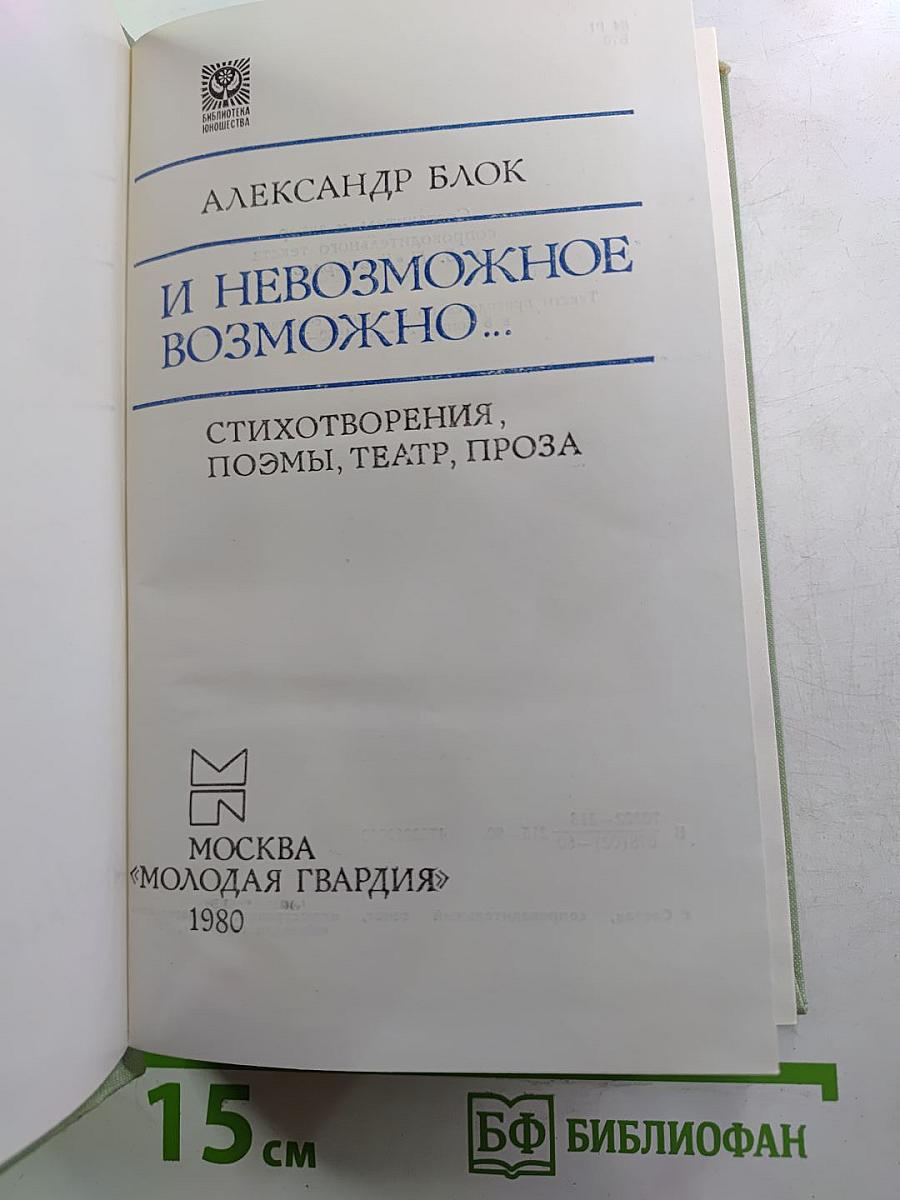 БИБЛИОТЕКА
ЮНОШЕСТВА
АЛЕКСАНДР БЛОК
И НЕВОЗМОЖНОЕ
ВОЗМОЖНО...
СТИХОТВОРЕНИЯ,
ПОЭМЫ, ТЕАТР, ПРОЗА
МОСКВА
«МОЛОДАЯ ГВАРДИЯ»
1980
15 см
БФ БИБЛИОФАН